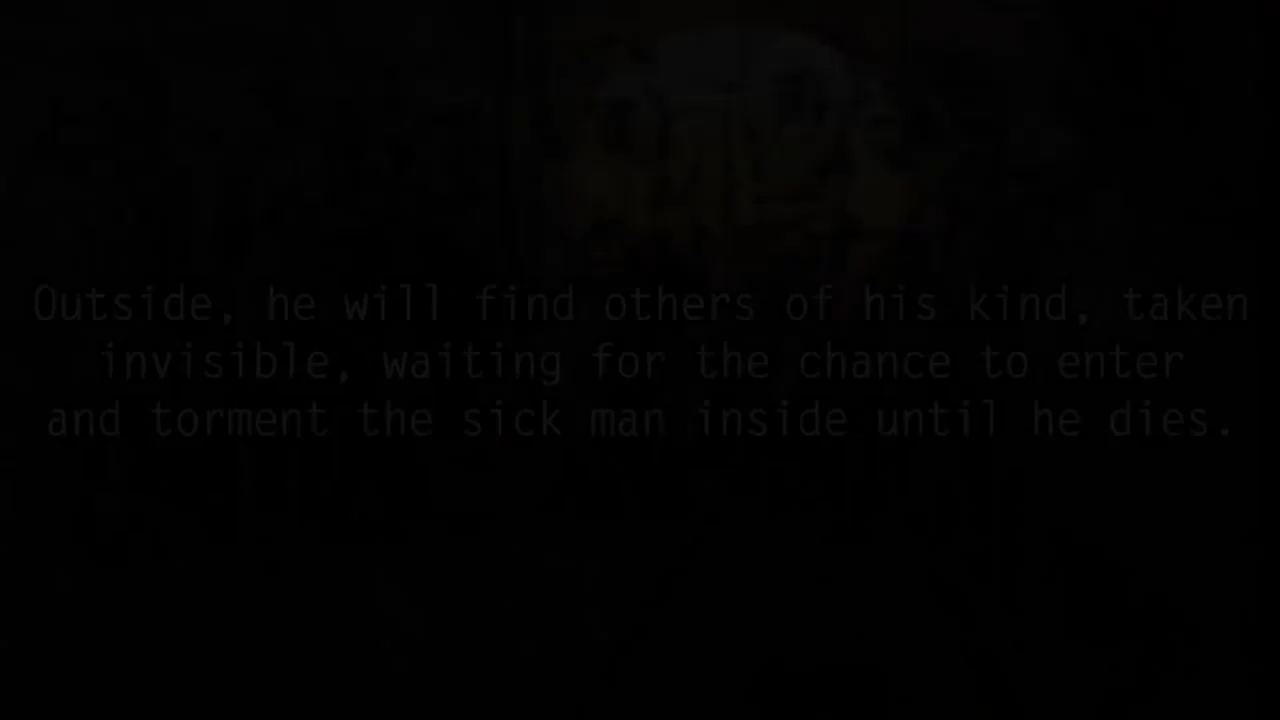 Outside, he will find others of his kind, taken
invisible, waiting for the chance to enter
and torment the sick man inside until he dies.